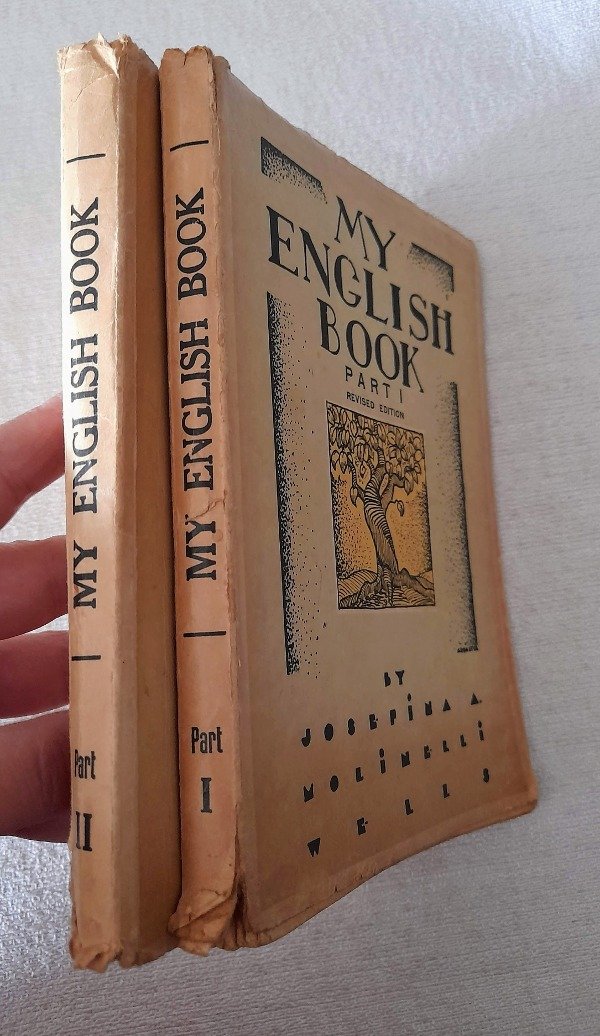 MY ENGLISH BOOK
Part
II
MY ENGLISH BOOK
Part
I
MY
ENGLISH
BOOK
PART I
REVISED EDITION
BY
JOSEFINA A.
MOLINELLI
WELLS